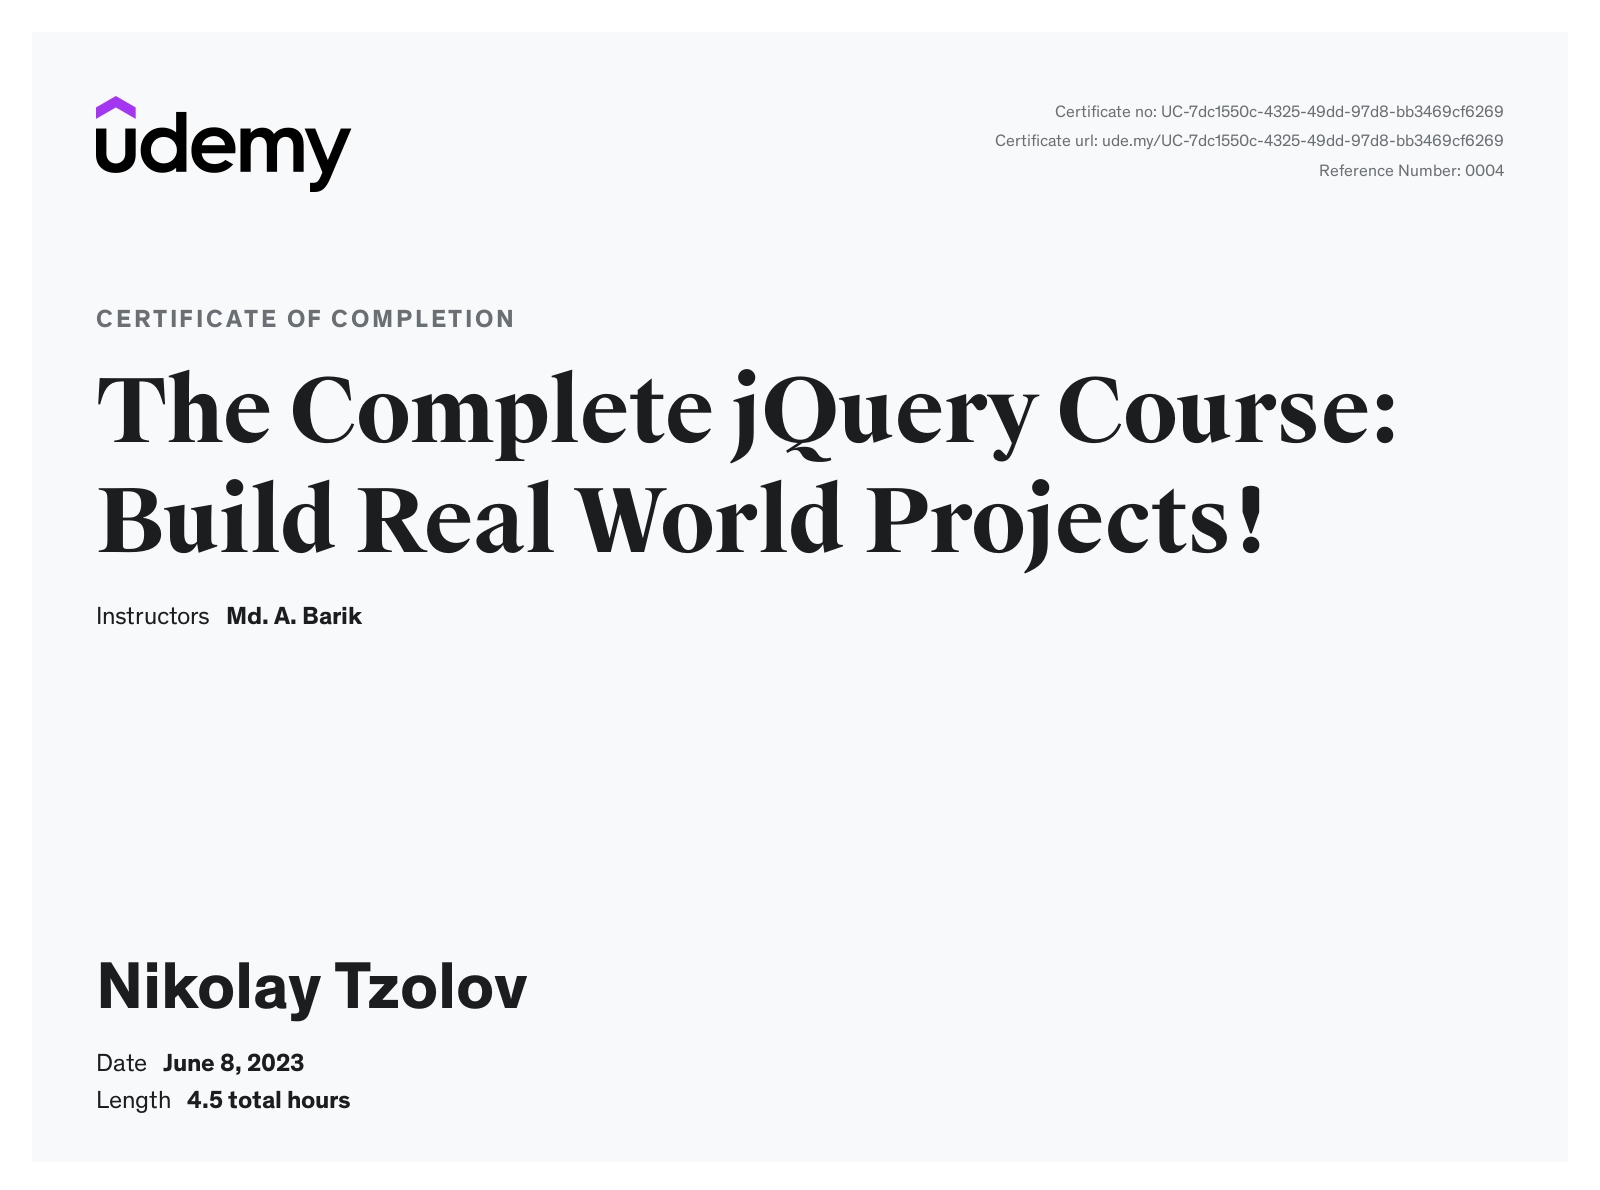 udemy
Certificate no: UC-7dc1550c-4325-49dd-97d8-bb3469cf6269
Certificate url: ude.my/UC-7dc1550c-4325-49dd-97d8-bb3469cf6269
Reference Number: 0004
CERTIFICATE OF COMPLETION
The Complete jQuery Course:
Build Real World Projects!
Instructors Md. A. Barik
Nikolay Tzolov
Date June 8, 2023
Length 4.5 total hours